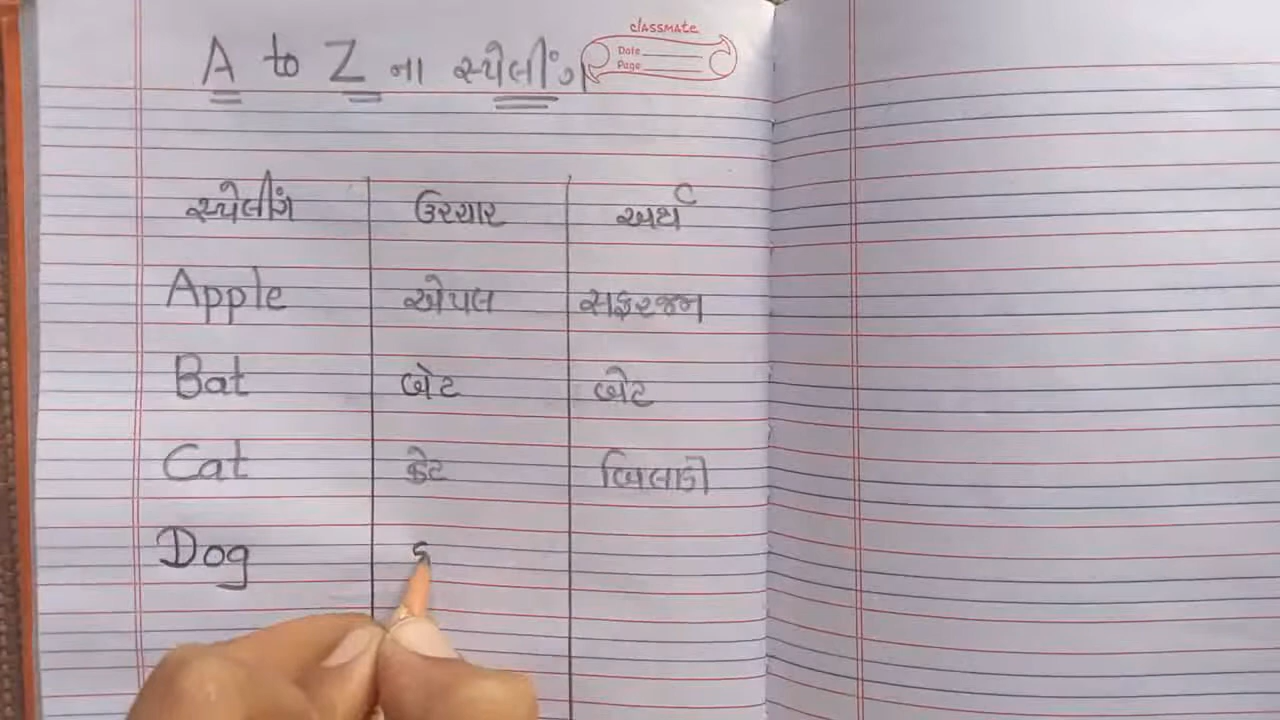 A to Z ના સ્પેલીંગ
classmate
Date
Page
સ્પેલીંગ ઉચ્ચાર અર્થ
Apple એપલ સફરજન
Bat બેટ બેટ
Cat કેટ બિલાડી
Dog ડ